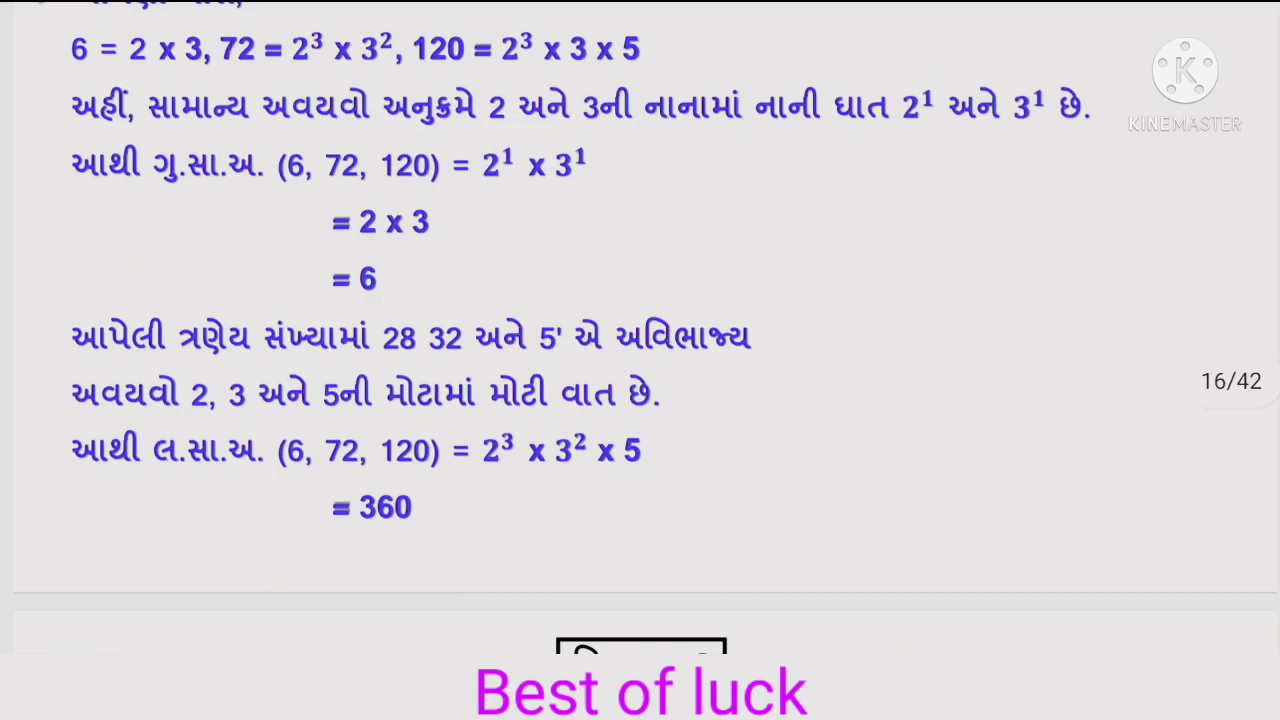 6 = 2 x 3, 72 = 2³ x 3², 120 = 2³ x 3 x 5
અહીં, સામાન્ય અવયવો અનુક્રમે 2 અને 3ની નાનામાં નાની ઘાત 2¹ અને 3¹ છે.
આથી ગુ.સા.અ. (6, 72, 120) = 2¹ x 3¹
= 2 x 3
= 6
આપેલી ત્રણેય સંખ્યામાં 28 32 અને 5' એ અવિભાજ્ય
અવયવો 2, 3 અને 5ની મોટામાં મોટી વાત છે.
આથી લ.સા.અ. (6, 72, 120) = 2³ x 3² x 5
= 360
K
KINEMASTER
16/42
Best of luck